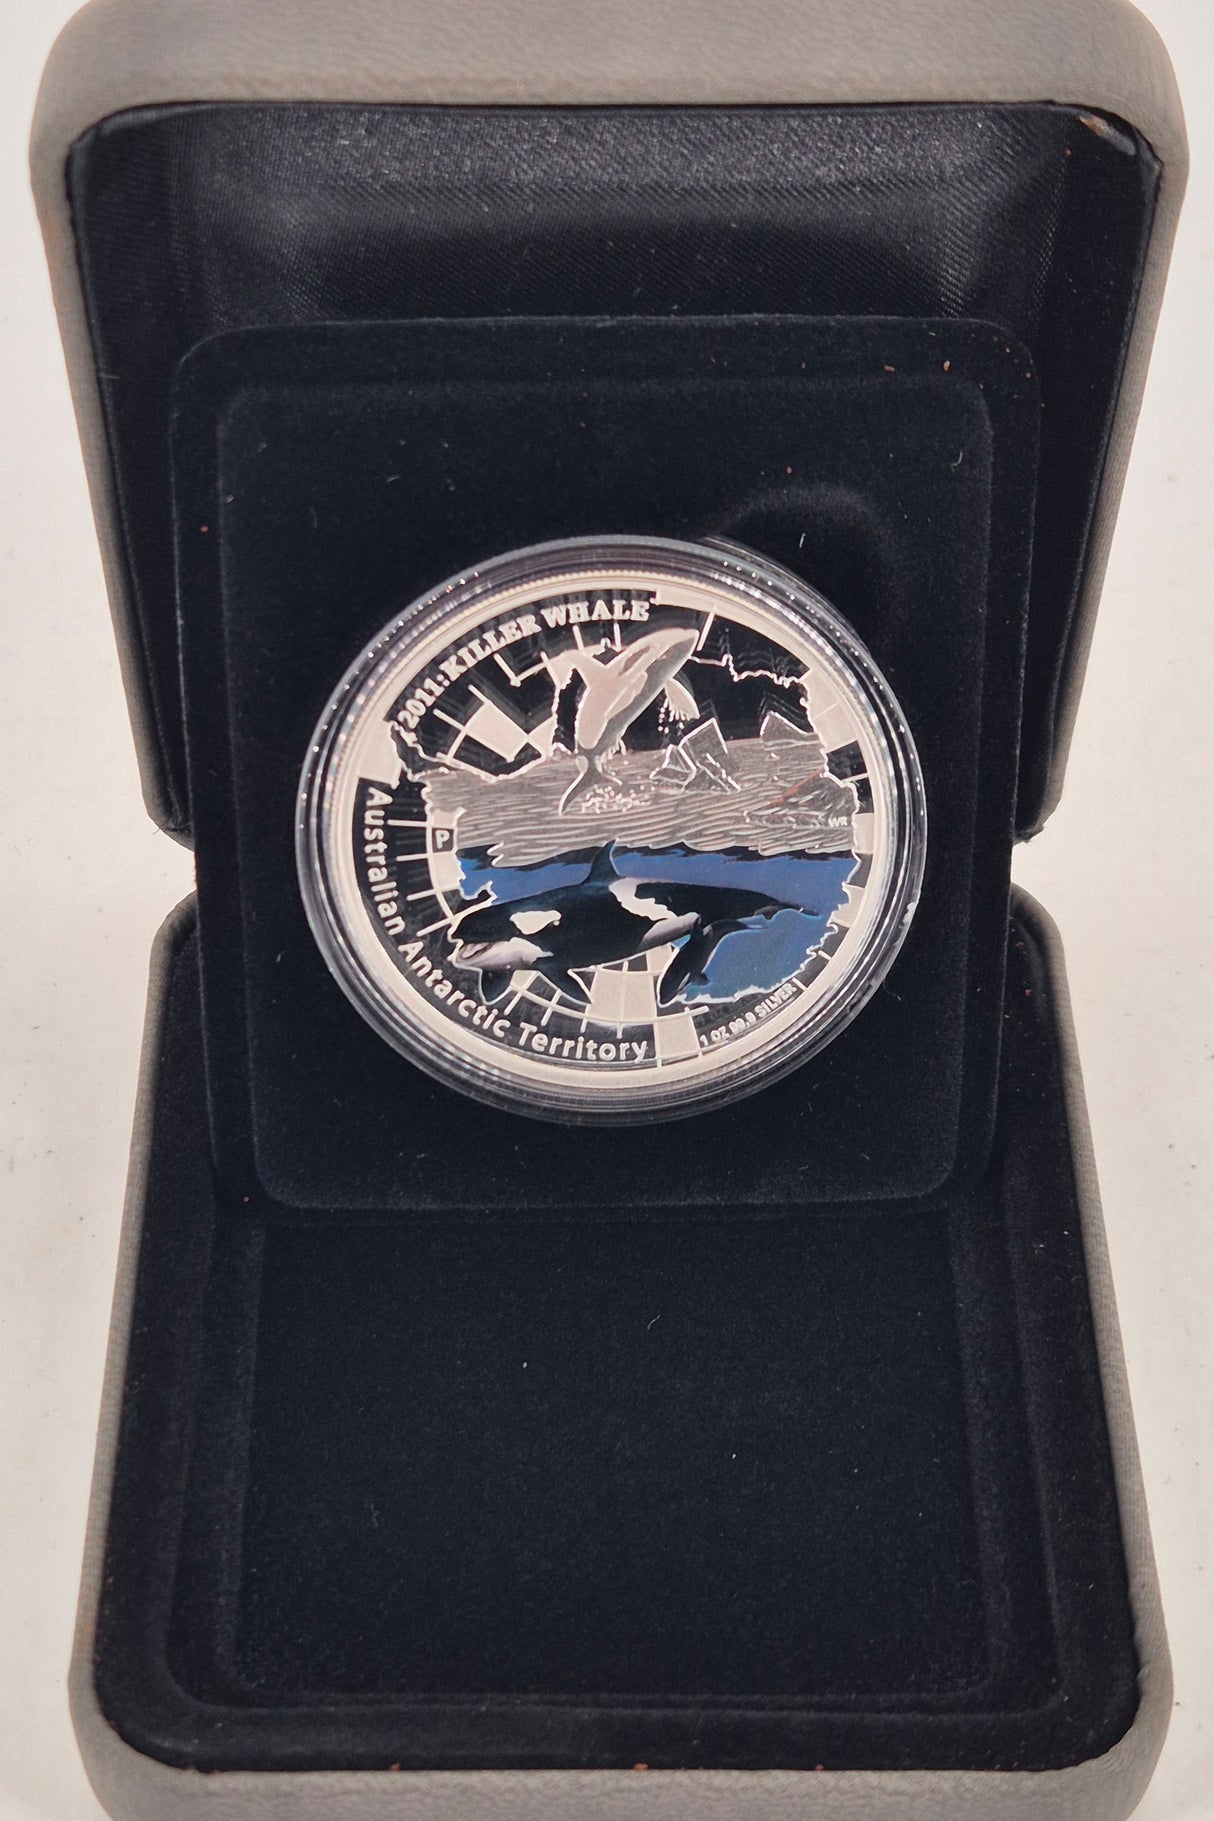 2011: KILLER WHALE
P
WR
Australian Antarctic Territory
1 OZ 99.9 SILVER